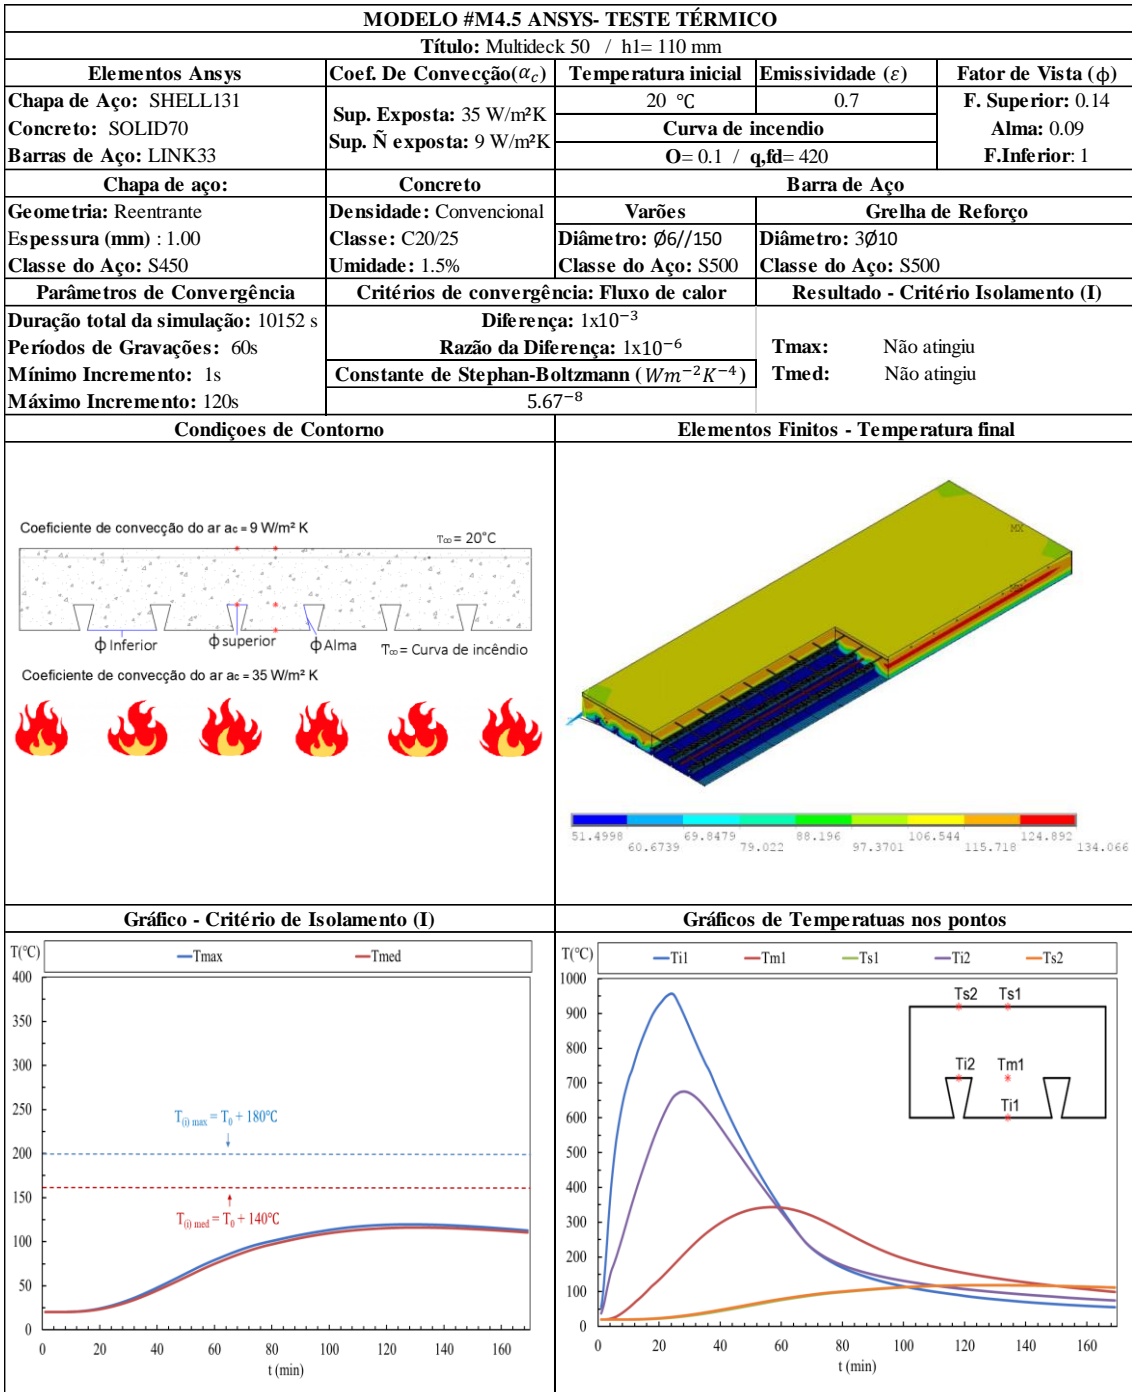 MODELO #M4.5 ANSYS- TESTE TÉRMICO
Título: Multideck 50 / h1= 110 mm
Elementos Ansys
Coef. De Convecção(α_c)
Temperatura inicial
Emissividade (ε)
Fator de Vista (ϕ)
Chapa de Aço: SHELL131
Concreto: SOLID70
Barras de Aço: LINK33
Sup. Exposta: 35 W/m²K
Sup. Ñ exposta: 9 W/m²K
20 °C
0.7
Curva de incendio
O= 0.1 / q,fd= 420
F. Superior: 0.14
Alma: 0.09
F.Inferior: 1
Chapa de aço:
Concreto
Barra de Aço
Geometria: Reentrante
Espessura (mm) : 1.00
Classe do Aço: S450
Densidade: Convencional
Classe: C20/25
Umidade: 1.5%
Varões
Diâmetro: Ø6//150
Classe do Aço: S500
Grelha de Reforço
Diâmetro: 3Ø10
Classe do Aço: S500
Parâmetros de Convergência
Critérios de convergência: Fluxo de calor
Resultado - Critério Isolamento (I)
Duração total da simulação: 10152 s
Períodos de Gravações: 60s
Mínimo Incremento: 1s
Máximo Incremento: 120s
Diferença: 1x10⁻³
Razão da Diferença: 1x10⁻⁶
Constante de Stephan-Boltzmann ( Wm⁻²K⁻⁴)
5.67⁻⁸
Tmax: Não atingiu
Tmed: Não atingiu
Condiçoes de Contorno
Elementos Finitos - Temperatura final
Coeficiente de convecção do ar ac = 9 W/m² K
T∞ = 20°C
ϕ Inferior
ϕ superior
ϕ Alma
T∞ = Curva de incêndio
Coeficiente de convecção do ar ac = 35 W/m² K
MX
51.4998 69.8479 88.196 106.544 124.892
60.6739 79.022 97.3701 115.718 134.066
Gráfico - Critério de Isolamento (I)
Gráficos de Temperatuas nos pontos
T(°C)
Tmax Tmed
400
350
300
250
200
150
100
50
0
T(i) max = T0 + 180°C
T(i) med = T0 + 140°C
0 20 40 60 80 100 120 140 160
t (min)
T(°C)
Ti1 Tm1 Ts1 Ti2 Ts2
1000
900
800
700
600
500
400
300
200
100
0
Ts2 Ts1
Ti2 Tm1
Ti1
0 20 40 60 80 100 120 140 160
t (min)